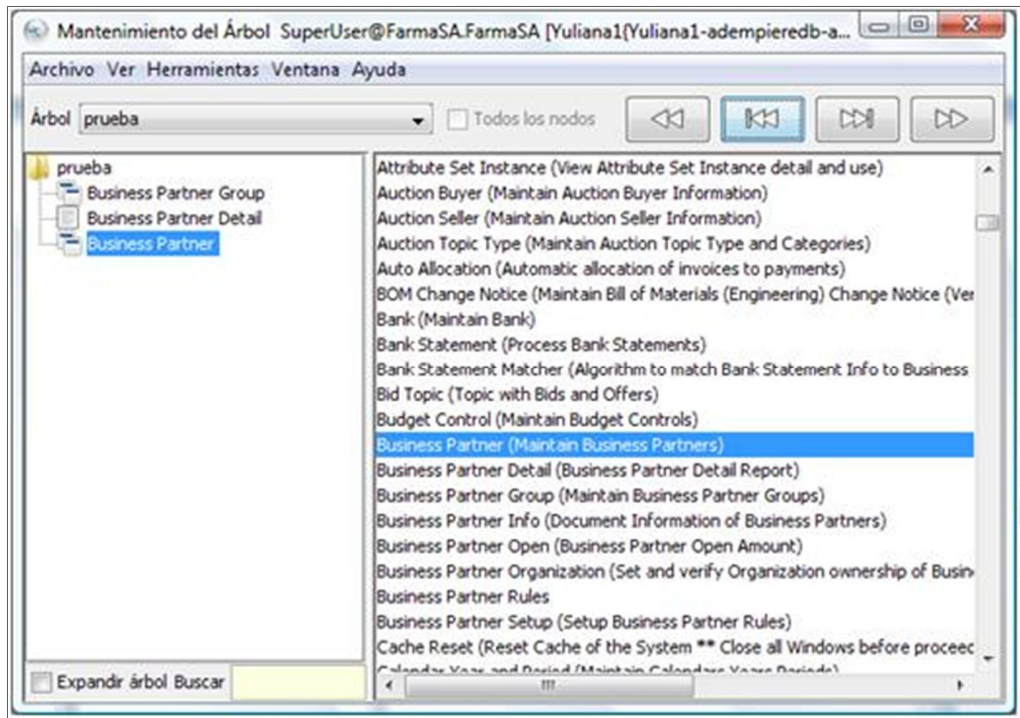 Mantenimiento del Árbol SuperUser@FarmaSA.FarmaSA [Yuliana1{Yuliana1-adempieredb-a...
Archivo Ver Herramientas Ventana Ayuda
Árbol prueba Todos los nodos
prueba
Business Partner Group
Business Partner Detail
Business Partner
Attribute Set Instance (View Attribute Set Instance detail and use)
Auction Buyer (Maintain Auction Buyer Information)
Auction Seller (Maintain Auction Seller Information)
Auction Topic Type (Maintain Auction Topic Type and Categories)
Auto Allocation (Automatic allocation of invoices to payments)
BOM Change Notice (Maintain Bill of Materials (Engineering) Change Notice (Ver
Bank (Maintain Bank)
Bank Statement (Process Bank Statements)
Bank Statement Matcher (Algorithm to match Bank Statement Info to Business
Bid Topic (Topic with Bids and Offers)
Budget Control (Maintain Budget Controls)
Business Partner (Maintain Business Partners)
Business Partner Detail (Business Partner Detail Report)
Business Partner Group (Maintain Business Partner Groups)
Business Partner Info (Document Information of Business Partners)
Business Partner Open (Business Partner Open Amount)
Business Partner Organization (Set and verify Organization ownership of Busin
Business Partner Rules
Business Partner Setup (Setup Business Partner Rules)
Cache Reset (Reset Cache of the System ** Close all Windows before proceed
Calendar Year and Period (Maintain Calendars Years Periods)
Expandir árbol Buscar